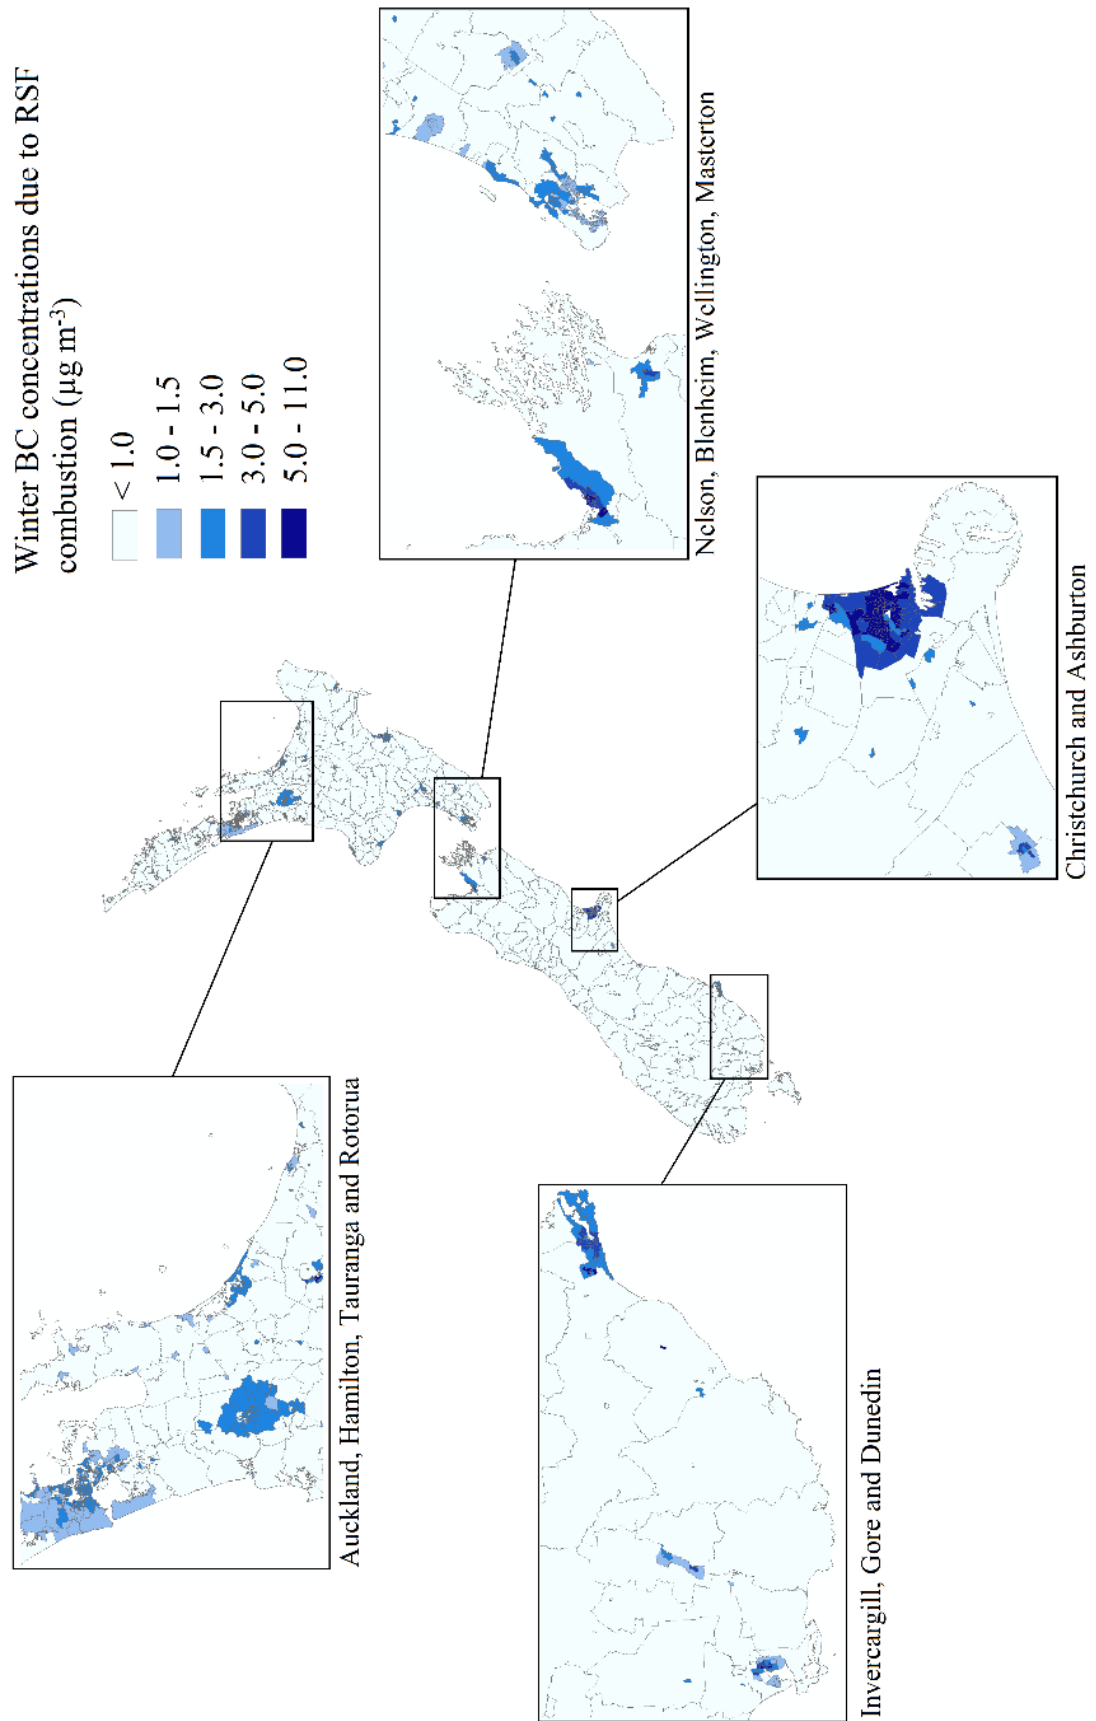 Winter BC concentrations due to RSF
combustion (µg m⁻³)
< 1.0
1.0 - 1.5
1.5 - 3.0
3.0 - 5.0
5.0 - 11.0
Auckland, Hamilton, Tauranga and Rotorua
Nelson, Blenheim, Wellington, Masterton
Christchurch and Ashburton
Invercargill, Gore and Dunedin